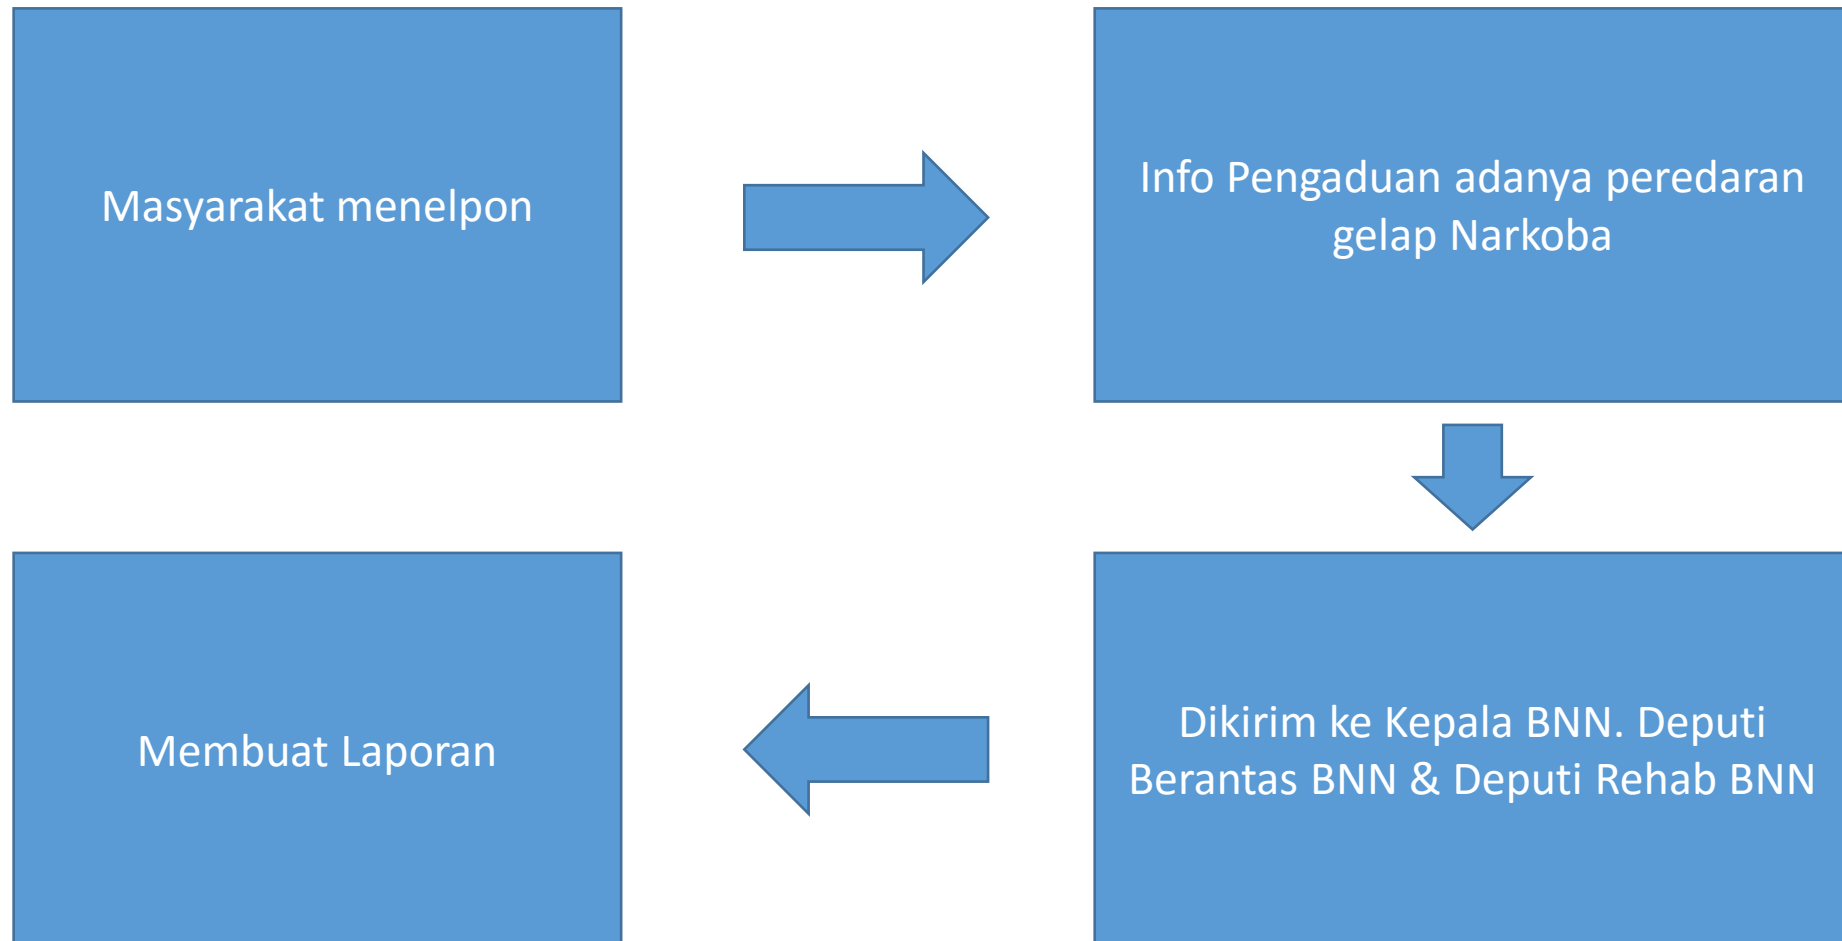 Masyarakat menelpon
Info Pengaduan adanya peredaran
gelap Narkoba
Dikirim ke Kepala BNN. Deputi
Berantas BNN & Deputi Rehab BNN
Membuat Laporan